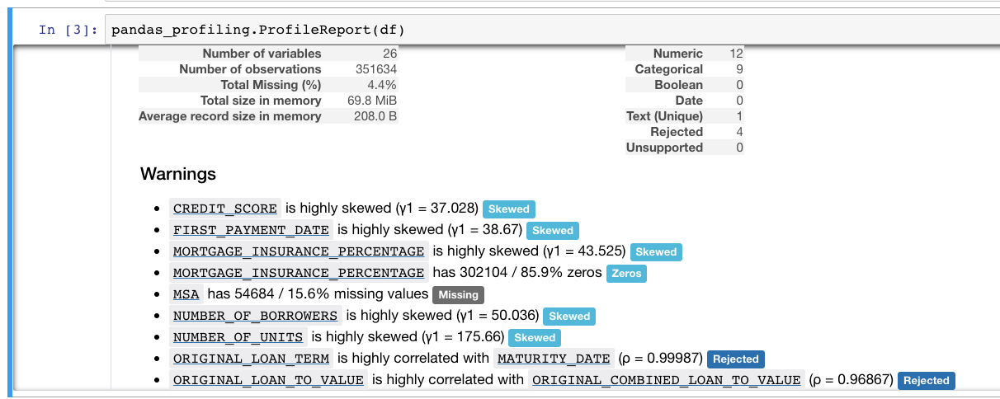 In [3]: pandas_profiling.ProfileReport(df)
Number of variables 26
Number of observations 351634
Total Missing (%) 4.4%
Total size in memory 69.8 MiB
Average record size in memory 208.0 B
Numeric 12
Categorical 9
Boolean 0
Date 0
Text (Unique) 1
Rejected 4
Unsupported 0
Warnings
CREDIT_SCORE is highly skewed (γ1 = 37.028) Skewed
FIRST_PAYMENT_DATE is highly skewed (γ1 = 38.67) Skewed
MORTGAGE_INSURANCE_PERCENTAGE is highly skewed (γ1 = 43.525) Skewed
MORTGAGE_INSURANCE_PERCENTAGE has 302104 / 85.9% zeros Zeros
MSA has 54684 / 15.6% missing values Missing
NUMBER_OF_BORROWERS is highly skewed (γ1 = 50.036) Skewed
NUMBER_OF_UNITS is highly skewed (γ1 = 175.66) Skewed
ORIGINAL_LOAN_TERM is highly correlated with MATURITY_DATE (ρ = 0.99987) Rejected
ORIGINAL_LOAN_TO_VALUE is highly correlated with ORIGINAL_COMBINED_LOAN_TO_VALUE (ρ = 0.96867) Rejected